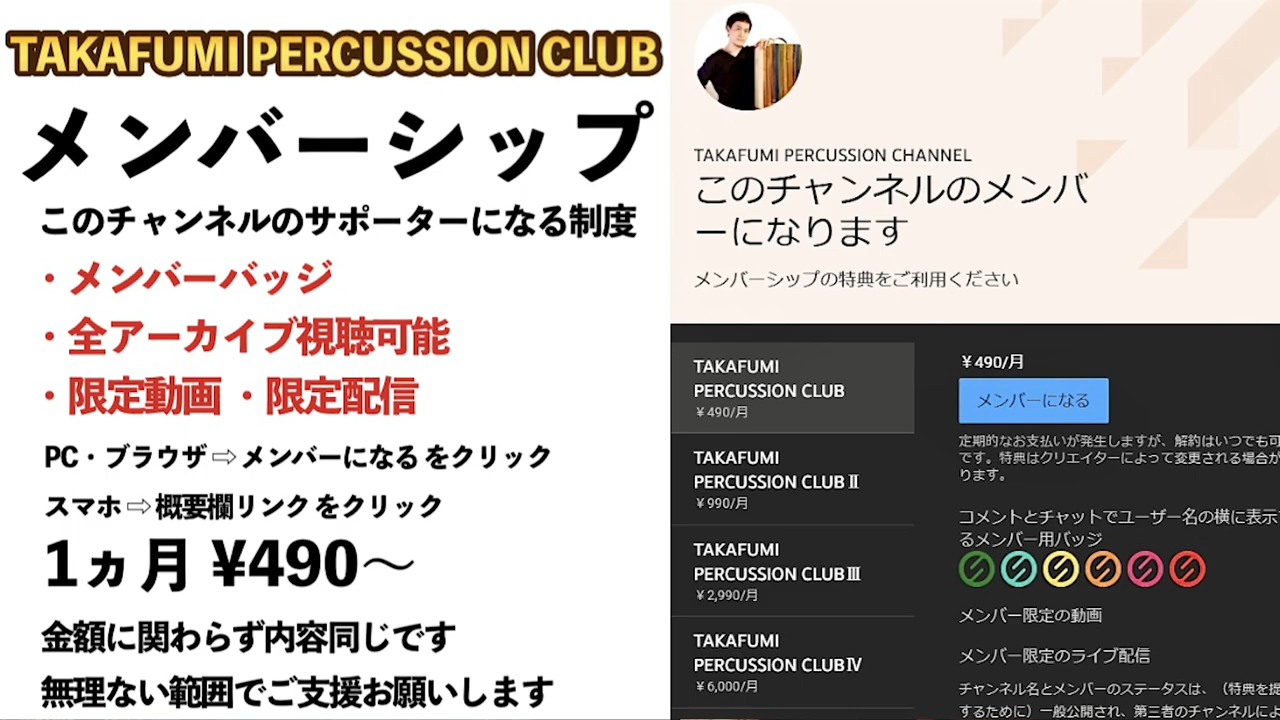 TAKAFUMI PERCUSSION CLUB
メンバーシップ
このチャンネルのサポーターになる制度
・メンバーバッジ
・全アーカイブ視聴可能
・限定動画 ・限定配信
PC・ブラウザ⇨メンバーになる をクリック
スマホ⇨概要欄リンク をクリック
1ヵ月 ¥490〜
金額に関わらず内容同じです
無理ない範囲でご支援お願いします
TAKAFUMI PERCUSSION CHANNEL
このチャンネルのメンバ
ーになります
メンバーシップの特典をご利用ください
TAKAFUMI
PERCUSSION CLUB
￥490/月
TAKAFUMI
PERCUSSION CLUBⅡ
￥990/月
TAKAFUMI
PERCUSSION CLUBⅢ
￥2,990/月
TAKAFUMI
PERCUSSION CLUBⅣ
￥6,000/月
￥490/月
メンバーになる
定期的なお支払いが発生しますが、解約はいつでも可
です。特典はクリエイターによって変更される場合が
ります。
コメントとチャットでユーザー名の横に表示
るメンバー用バッジ
メンバー限定の動画
メンバー限定のライブ配信
チャンネル名とメンバーのステータスは、（特典を提
するために）一般公開され、第三者のチャンネルによ